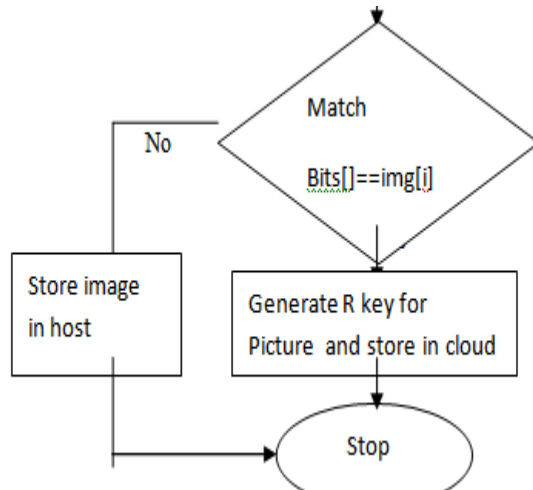 Match
Bits[]==img[i]
No
Store image
in host
Generate R key for
Picture and store in cloud
Stop